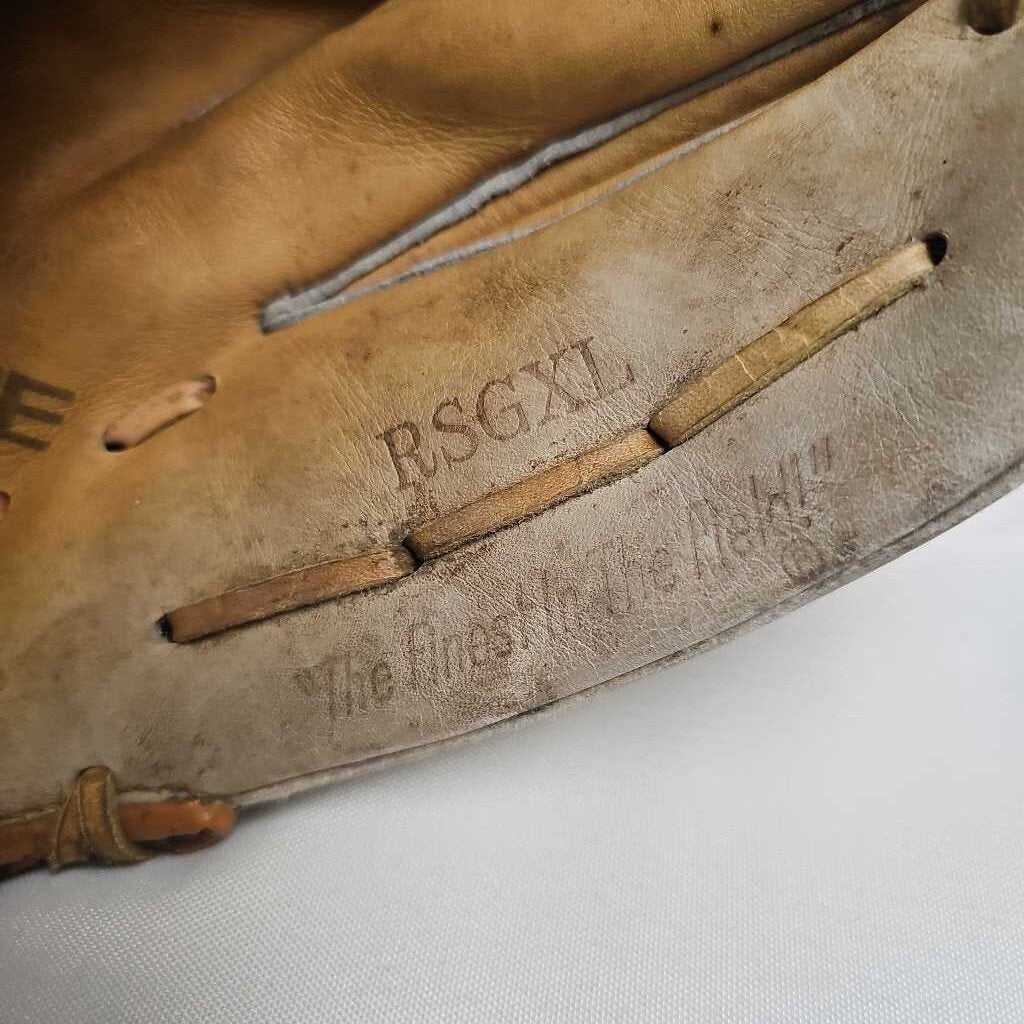 E
RSGXL
"The Finest In The Field!"
®